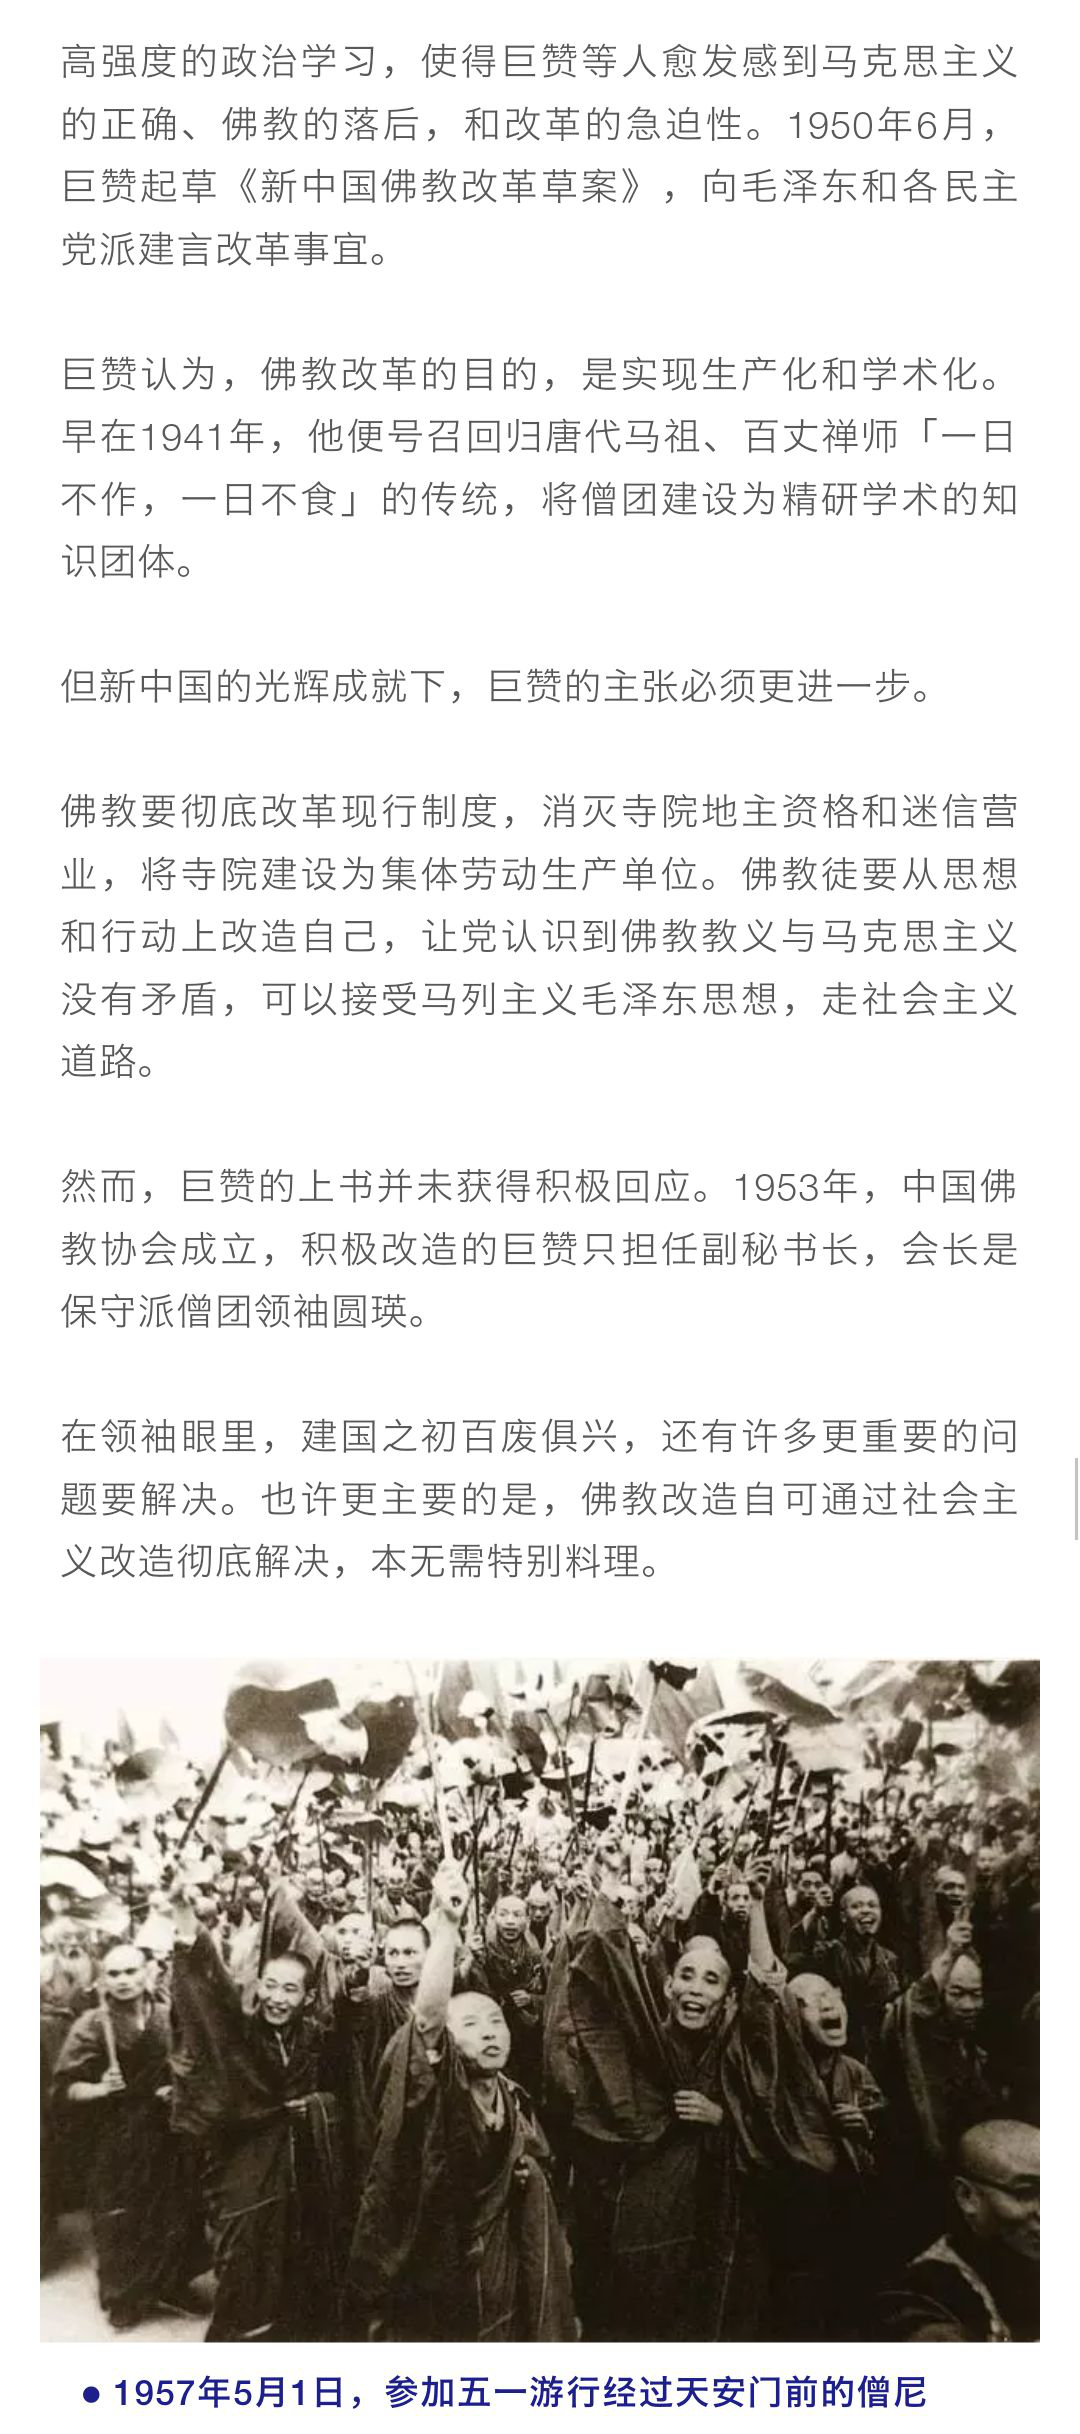 高强度的政治学习，使得巨赞等人愈发感到马克思主义
的正确、佛教的落后，和改革的急迫性。1950年6月，
巨赞起草《新中国佛教改革草案》，向毛泽东和各民主
党派建言改革事宜。
巨赞认为，佛教改革的目的，是实现生产化和学术化。
早在1941年，他便号召回归唐代马祖、百丈禅师「一日
不作，一日不食」的传统，将僧团建设为精研学术的知
识团体。
但新中国的光辉成就下，巨赞的主张必须更进一步。
佛教要彻底改革现行制度，消灭寺院地主资格和迷信营
业，将寺院建设为集体劳动生产单位。佛教徒要从思想
和行动上改造自己，让党认识到佛教教义与马克思主义
没有矛盾，可以接受马列主义毛泽东思想，走社会主义
道路。
然而，巨赞的上书并未获得积极回应。1953年，中国佛
教协会成立，积极改造的巨赞只担任副秘书长，会长是
保守派僧团领袖圆瑛。
在领袖眼里，建国之初百废俱兴，还有许多更重要的问
题要解决。也许更主要的是，佛教改造自可通过社会主
义改造彻底解决，本无需特别料理。
● 1957年5月1日，参加五一游行经过天安门前的僧尼